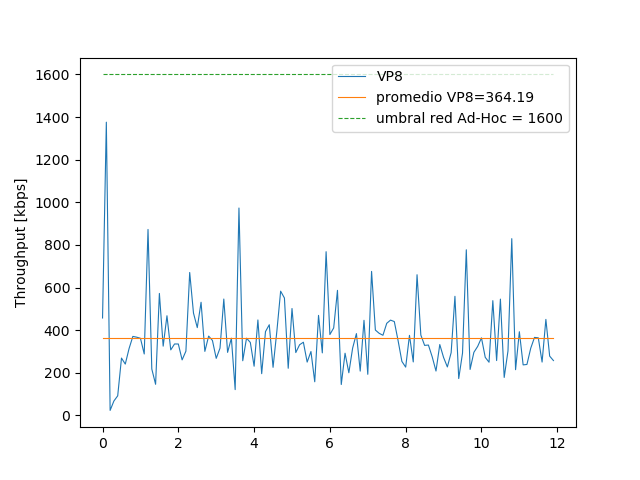 1600
1400
1200
1000
800
600
400
200
0
Throughput [kbps]
VP8
promedio VP8=364.19
umbral red Ad-Hoc = 1600
0 2 4 6 8 10 12